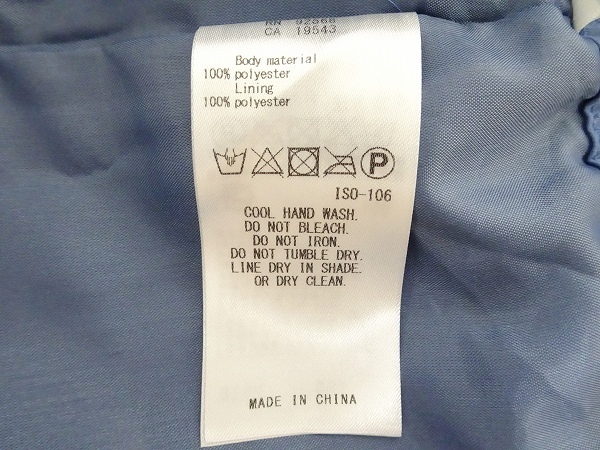 RN 92568
CA 19543
Body material
100% polyester
Lining
100% polyester
P
ISO-106
COOL HAND WASH.
DO NOT BLEACH.
DO NOT IRON.
DO NOT TUMBLE DRY.
LINE DRY IN SHADE.
OR DRY CLEAN.
MADE IN CHINA